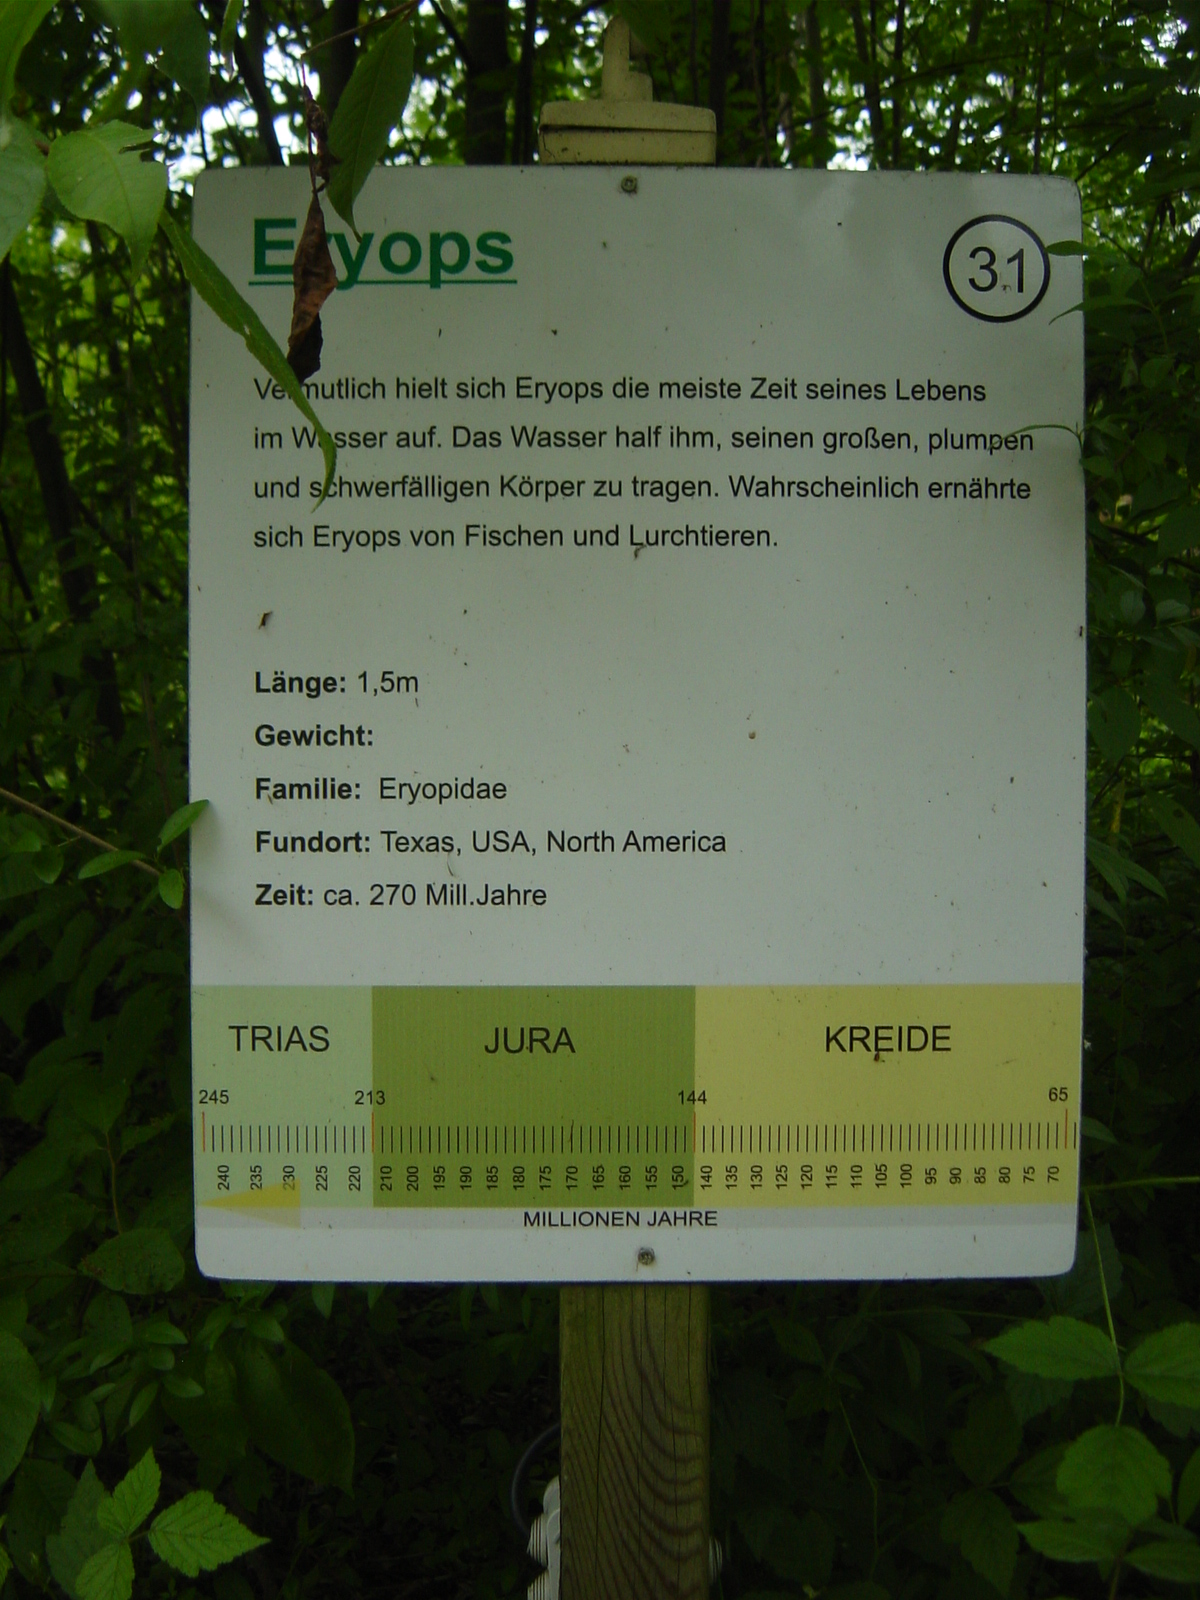 Eryops
31
Vermutlich hielt sich Eryops die meiste Zeit seines Lebens
im Wasser auf. Das Wasser half ihm, seinen großen, plumpen
und schwerfälligen Körper zu tragen. Wahrscheinlich ernährte
sich Eryops von Fischen und Lurchtieren.
Länge: 1,5m
Gewicht:
Familie: Eryopidae
Fundort: Texas, USA, North America
Zeit: ca. 270 Mill.Jahre
TRIAS JURA KREIDE
245 213 144 65
240 235 230 225 220 210 200 195 190 185 180 175 170 165 160 155 150 140 135 130 125 120 115 110 105 100 95 90 85 80 75 70
MILLIONEN JAHRE